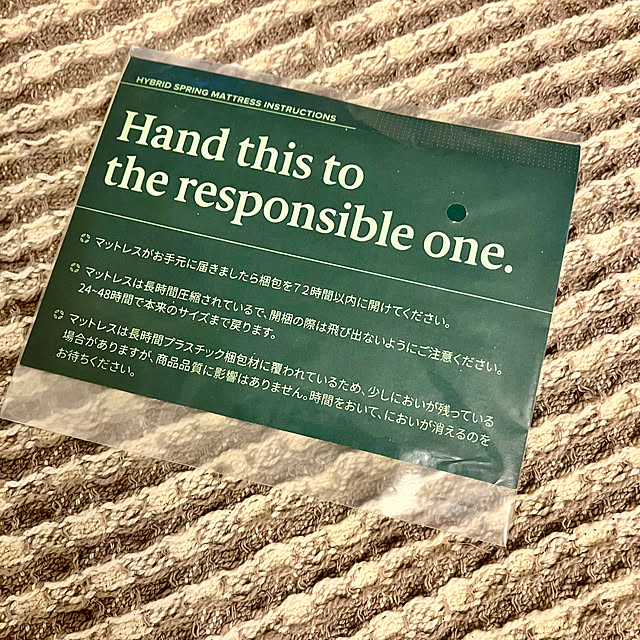 HYBRID SPRING MATTRESS INSTRUCTIONS
Hand this to
the responsible one.
マットレスがお手元に届きましたら梱包を72時間以内に開けてください。
マットレスは長時間圧縮されているで、開梱の際は飛び出ないようにご注意ください。
24~48時間で本来のサイズまで戻ります。
マットレスは長時間プラスチック梱包材に覆われているため、少しにおいが残っている
場合がありますが、商品品質に影響はありません。時間をおいて、においが消えるのを
お待ちください。